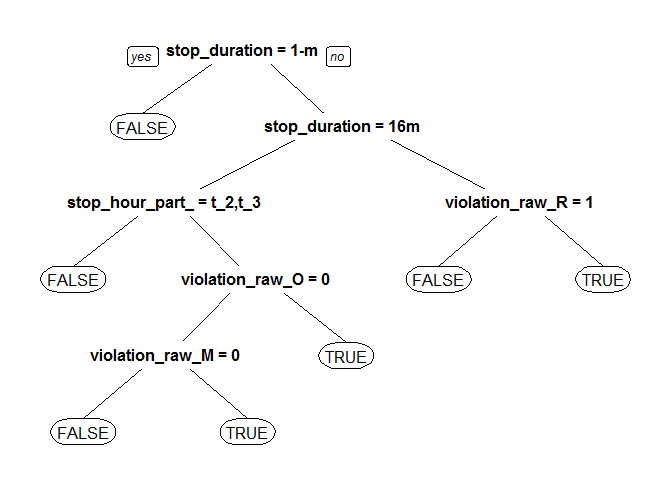 yes stop_duration = 1-m no
FALSE stop_duration = 16m
stop_hour_part_ = t_2,t_3 violation_raw_R = 1
FALSE violation_raw_O = 0 FALSE TRUE
violation_raw_M = 0 TRUE
FALSE TRUE